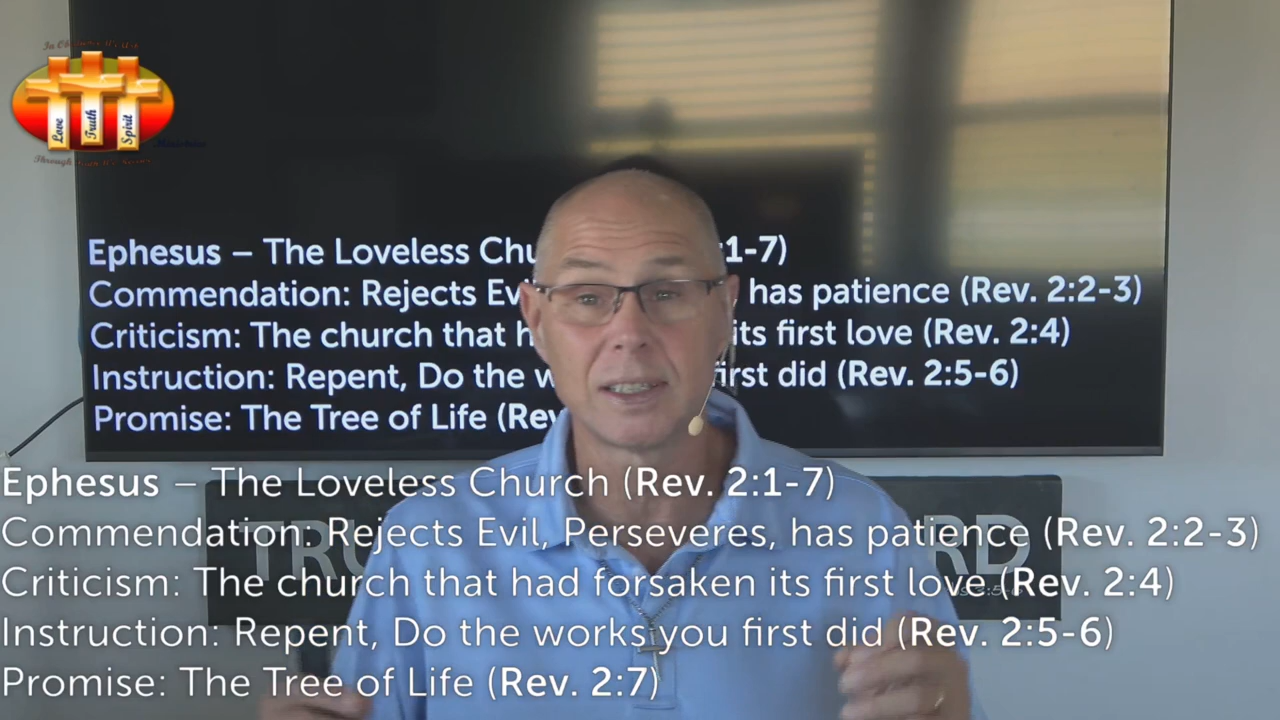 Love
Truth
Spirit
Ephesus – The Loveless Chu 1-7)
Commendation: Rejects Ev has patience (Rev. 2:2-3)
Criticism: The church that h its first love (Rev. 2:4)
Instruction: Repent, Do the w irst did (Rev. 2:5-6)
Promise: The Tree of Life (Rev
Ephesus – The Loveless Church (Rev. 2:1-7)
Commendation: Rejects Evil, Perseveres, has patience (Rev. 2:2-3)
Criticism: The church that had forsaken its first love (Rev. 2:4)
Instruction: Repent, Do the works you first did (Rev. 2:5-6)
Promise: The Tree of Life (Rev. 2:7)